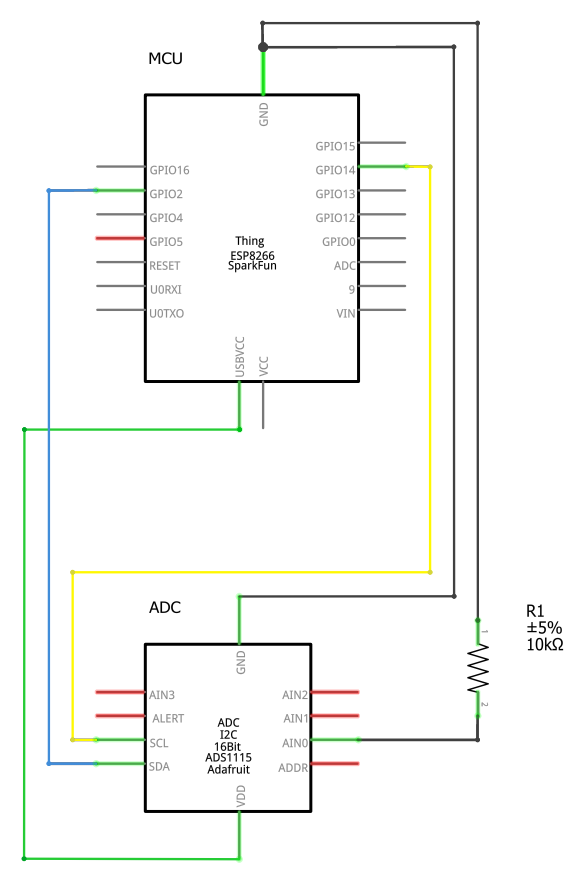 MCU
GND
GPIO15
GPIO16
GPIO14
GPIO2
GPIO13
GPIO4
GPIO12
GPIO5
GPIO0
Thing
ESP8266
SparkFun
RESET
ADC
U0RXI
9
U0TXO
VIN
USBVCC
VCC
ADC
R1
±5%
10kΩ
1
2
GND
AIN3
AIN2
ALERT
AIN1
ADC
I2C
16Bit
ADS1115
Adafruit
SCL
AIN0
SDA
ADDR
VDD